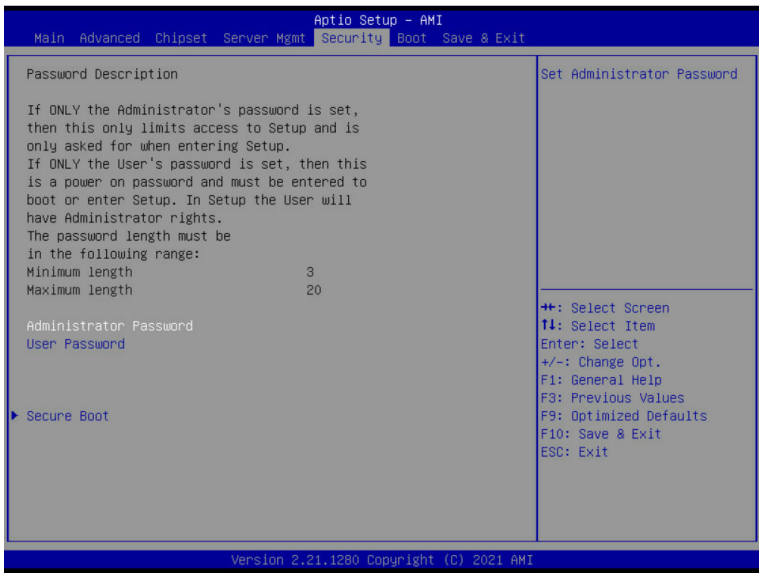 Aptio Setup – AMI
Main Advanced Chipset Server Mgmt Security Boot Save & Exit
Password Description
If ONLY the Administrator's password is set,
then this only limits access to Setup and is
only asked for when entering Setup.
If ONLY the User's password is set, then this
is a power on password and must be entered to
boot or enter Setup. In Setup the User will
have Administrator rights.
The password length must be
in the following range:
Minimum length 3
Maximum length 20
Administrator Password
User Password
Secure Boot
Set Administrator Password
→←: Select Screen
↑↓: Select Item
Enter: Select
+/-: Change Opt.
F1: General Help
F3: Previous Values
F9: Optimized Defaults
F10: Save & Exit
ESC: Exit
Version 2.21.1280 Copyright (C) 2021 AMI